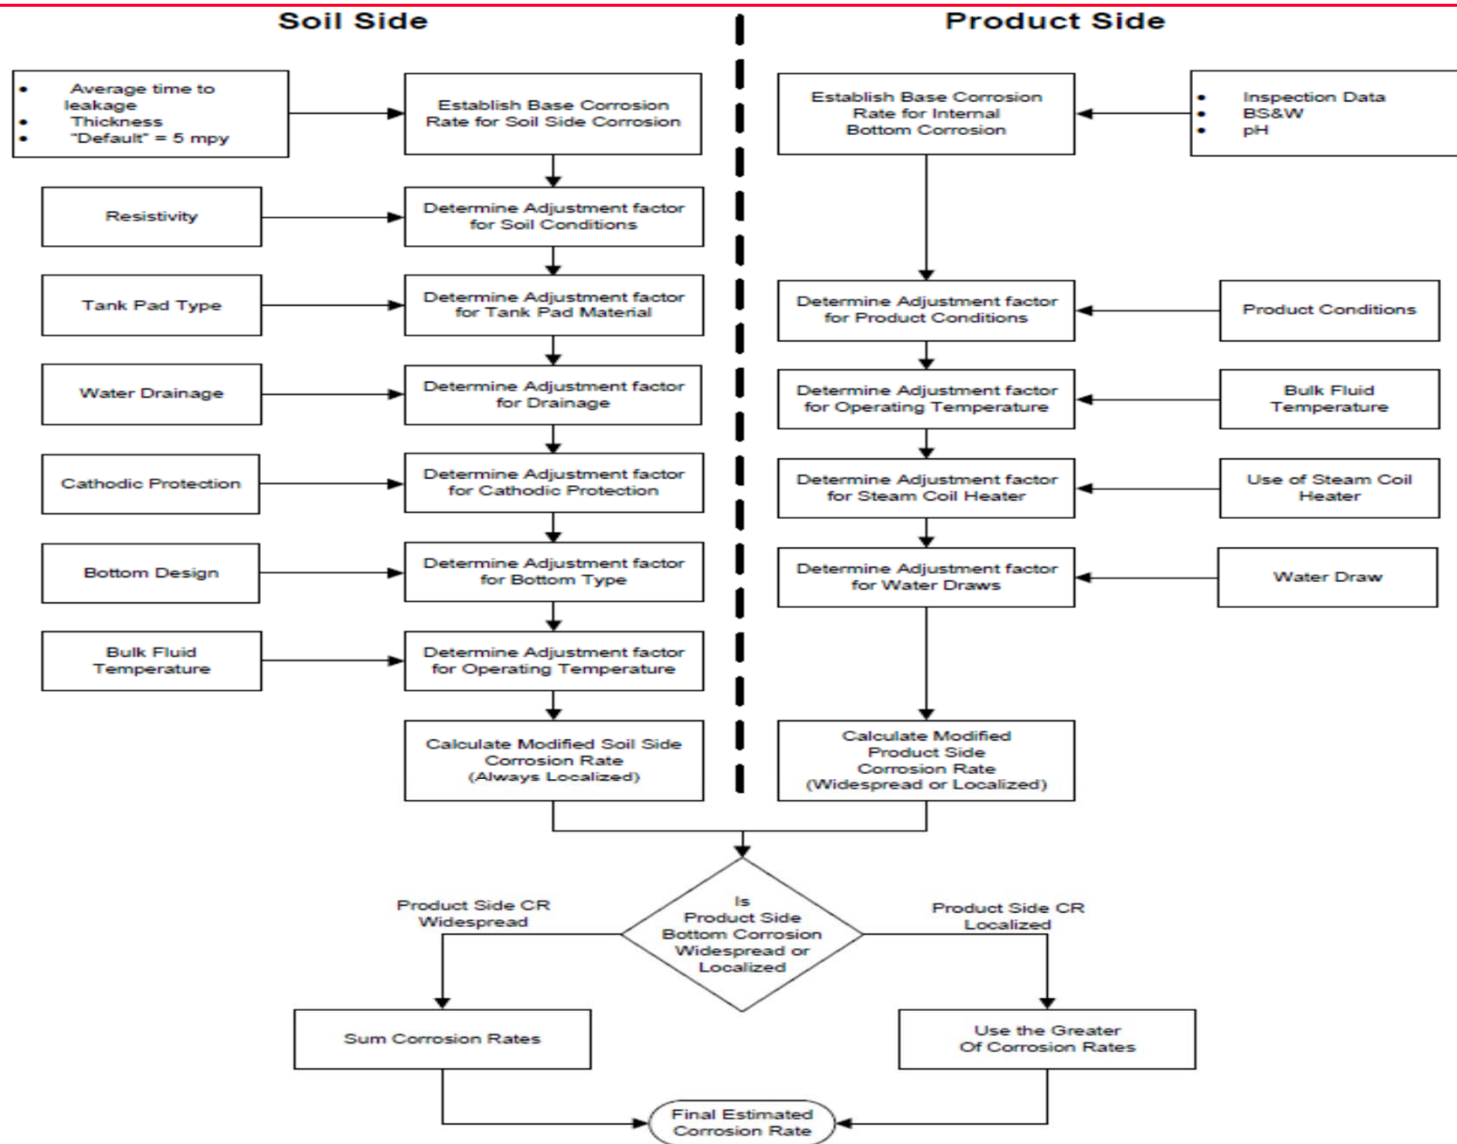 Soil Side
Product Side
• Average time to
leakage
• Thickness
• "Default" = 5 mpy
Establish Base Corrosion
Rate for Soil Side Corrosion
Establish Base Corrosion
Rate for Internal
Bottom Corrosion
• Inspection Data
• BS&W
• pH
Resistivity
Determine Adjustment factor
for Soil Conditions
Tank Pad Type
Determine Adjustment factor
for Tank Pad Material
Determine Adjustment factor
for Product Conditions
Product Conditions
Water Drainage
Determine Adjustment factor
for Drainage
Determine Adjustment factor
for Operating Temperature
Bulk Fluid
Temperature
Cathodic Protection
Determine Adjustment factor
for Cathodic Protection
Determine Adjustment factor
for Steam Coil Heater
Use of Steam Coil
Heater
Bottom Design
Determine Adjustment factor
for Bottom Type
Determine Adjustment factor
for Water Draws
Water Draw
Bulk Fluid
Temperature
Determine Adjustment factor
for Operating Temperature
Calculate Modified Soil Side
Corrosion Rate
(Always Localized)
Calculate Modified
Product Side
Corrosion Rate
(Widespread or Localized)
Product Side CR
Widespread
Is
Product Side
Bottom Corrosion
Widespread or
Localized
Product Side CR
Localized
Sum Corrosion Rates
Use the Greater
Of Corrosion Rates
Final Estimated
Corrosion Rate